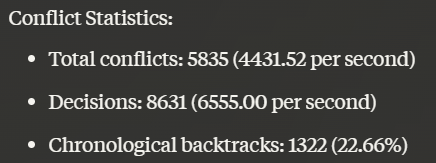 Conflict Statistics:
• Total conflicts: 5835 (4431.52 per second)
• Decisions: 8631 (6555.00 per second)
• Chronological backtracks: 1322 (22.66%)